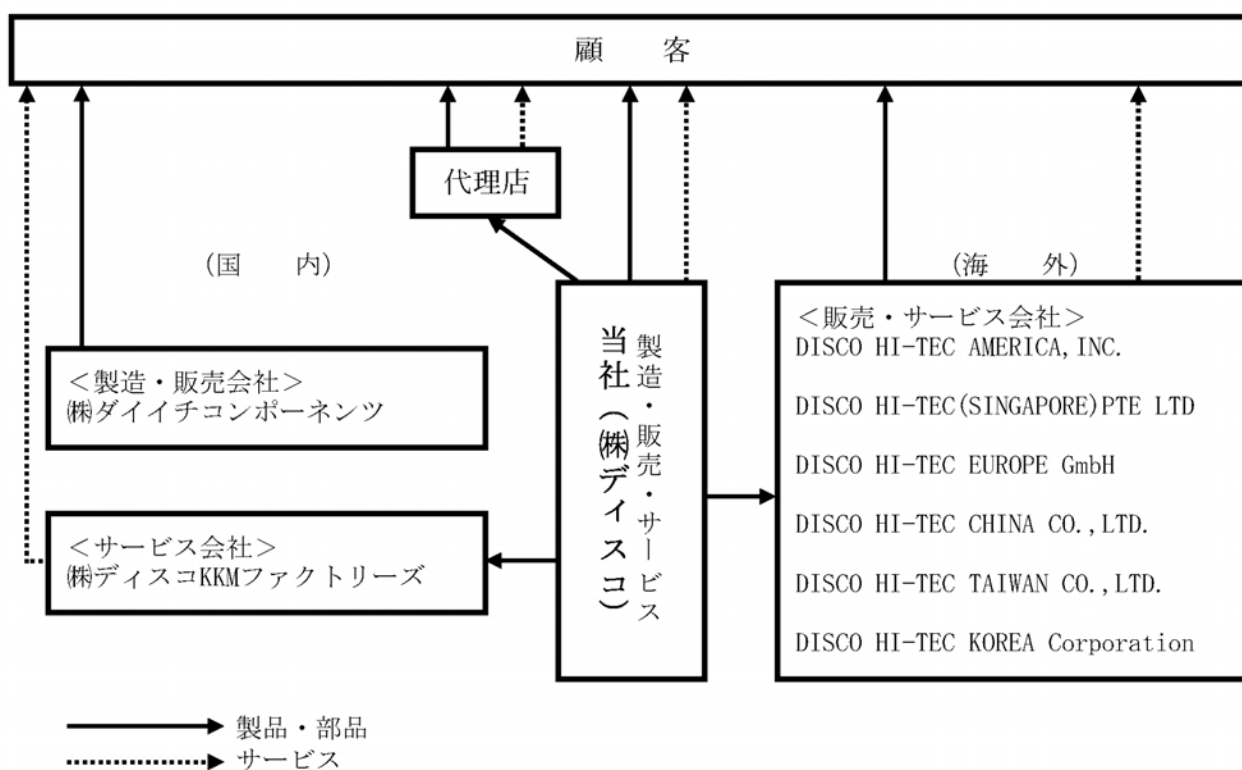 顧　　客
代理店
(国　　内)
(海　　外)
＜製造・販売会社＞
㈱ダイイチコンポーネンツ
＜サービス会社＞
㈱ディスコKKMファクトリーズ
当社(㈱ディスコ)
製造・販売・サービス
＜販売・サービス会社＞
DISCO HI-TEC AMERICA,INC.
DISCO HI-TEC(SINGAPORE)PTE LTD
DISCO HI-TEC EUROPE GmbH
DISCO HI-TEC CHINA CO.,LTD.
DISCO HI-TEC TAIWAN CO.,LTD.
DISCO HI-TEC KOREA Corporation
製品・部品
サービス